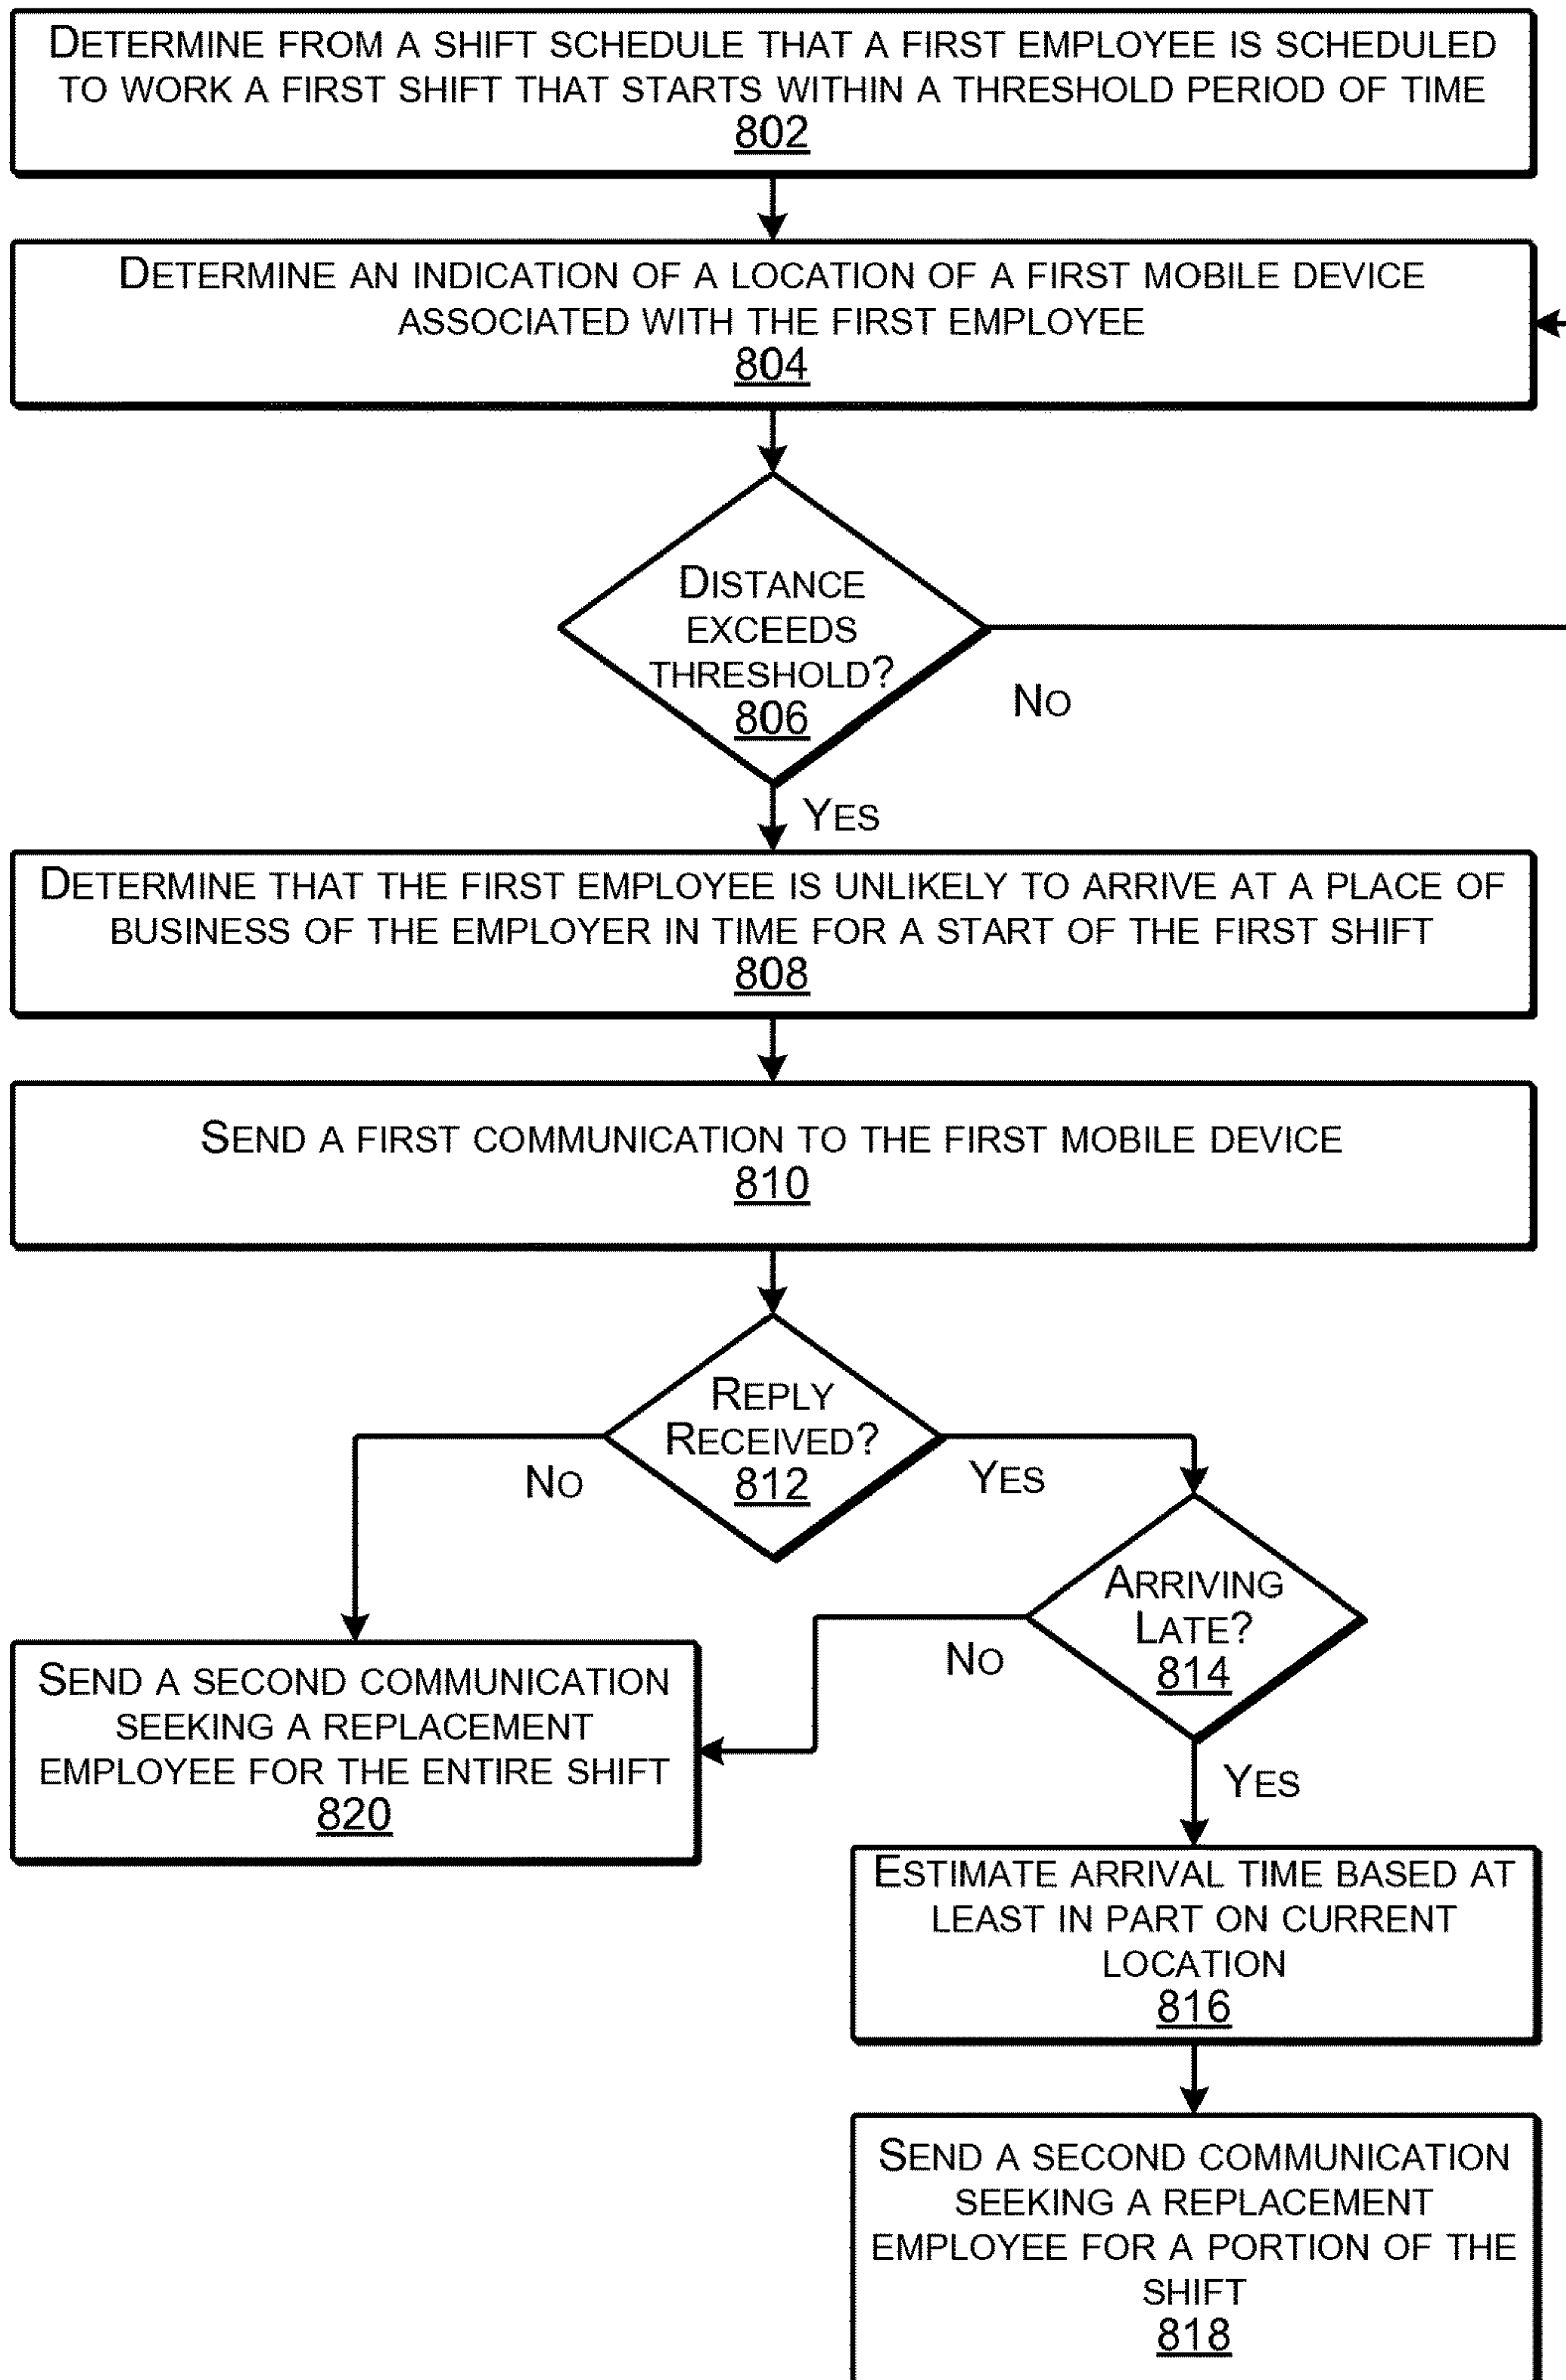 DETERMINE FROM A SHIFT SCHEDULE THAT A FIRST EMPLOYEE IS SCHEDULED
TO WORK A FIRST SHIFT THAT STARTS WITHIN A THRESHOLD PERIOD OF TIME
802
DETERMINE AN INDICATION OF A LOCATION OF A FIRST MOBILE DEVICE
ASSOCIATED WITH THE FIRST EMPLOYEE
804
DISTANCE
EXCEEDS
THRESHOLD?
806
NO
YES
DETERMINE THAT THE FIRST EMPLOYEE IS UNLIKELY TO ARRIVE AT A PLACE OF
BUSINESS OF THE EMPLOYER IN TIME FOR A START OF THE FIRST SHIFT
808
SEND A FIRST COMMUNICATION TO THE FIRST MOBILE DEVICE
810
REPLY
RECEIVED?
812
NO
YES
ARRIVING
LATE?
814
NO
YES
SEND A SECOND COMMUNICATION
SEEKING A REPLACEMENT
EMPLOYEE FOR THE ENTIRE SHIFT
820
ESTIMATE ARRIVAL TIME BASED AT
LEAST IN PART ON CURRENT
LOCATION
816
SEND A SECOND COMMUNICATION
SEEKING A REPLACEMENT
EMPLOYEE FOR A PORTION OF THE
SHIFT
818